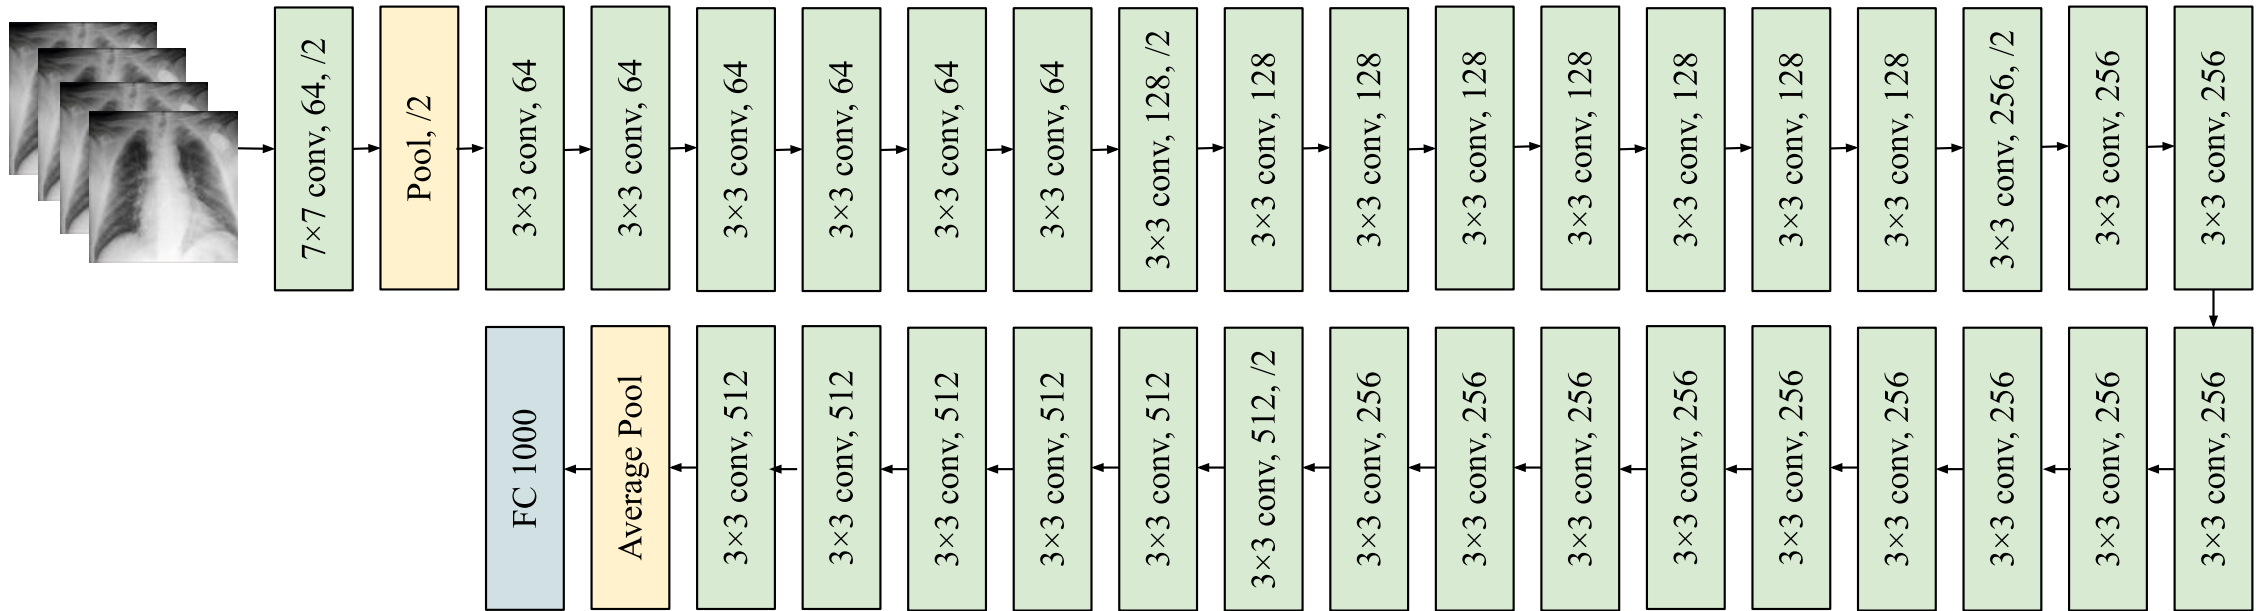 7×7 conv, 64, /2
Pool, /2
3×3 conv, 64
3×3 conv, 64
3×3 conv, 64
3×3 conv, 64
3×3 conv, 64
3×3 conv, 64
3×3 conv, 128, /2
3×3 conv, 128
3×3 conv, 128
3×3 conv, 128
3×3 conv, 128
3×3 conv, 128
3×3 conv, 128
3×3 conv, 128
3×3 conv, 256, /2
3×3 conv, 256
3×3 conv, 256
3×3 conv, 256
3×3 conv, 256
3×3 conv, 256
3×3 conv, 256
3×3 conv, 256
3×3 conv, 256
3×3 conv, 256
3×3 conv, 256
3×3 conv, 256
3×3 conv, 512, /2
3×3 conv, 512
3×3 conv, 512
3×3 conv, 512
3×3 conv, 512
3×3 conv, 512
Average Pool
FC 1000